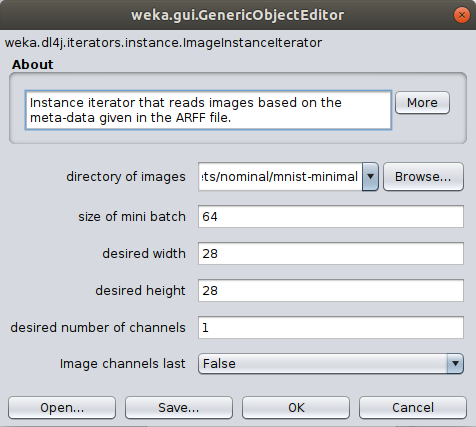 weka.gui.GenericObjectEditor
weka.dl4j.iterators.instance.ImageInstanceIterator
About
Instance iterator that reads images based on the
meta-data given in the ARFF file.
More
directory of images ts/nominal/mnist-minimal Browse...
size of mini batch 64
desired width 28
desired height 28
desired number of channels 1
Image channels last False
Open... Save... OK Cancel